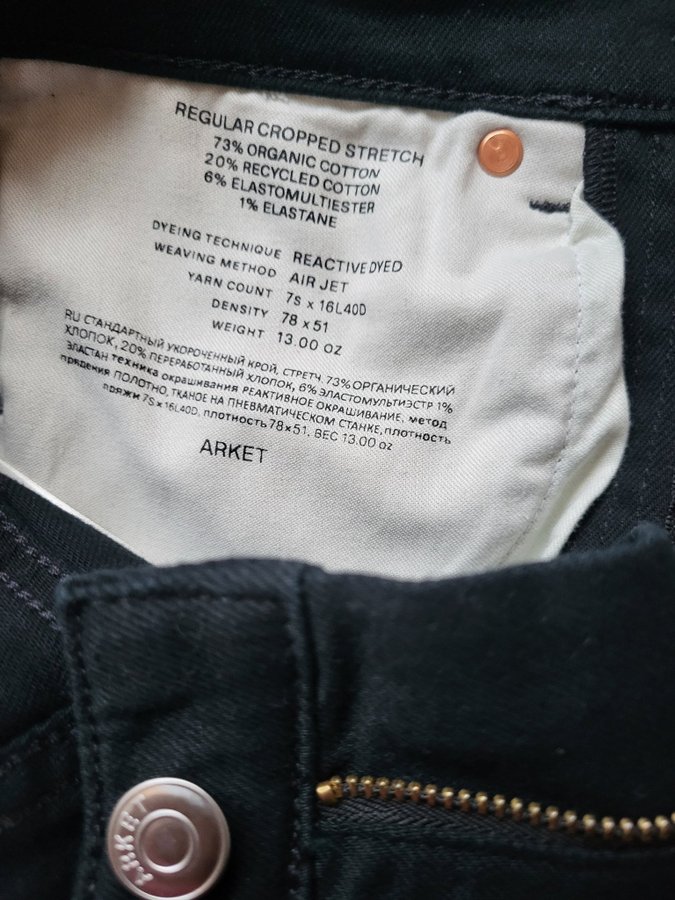 REGULAR CROPPED STRETCH
73% ORGANIC COTTON
20% RECYCLED COTTON
6% ELASTOMULTIESTER
1% ELASTANE
DYEING TECHNIQUE REACTIVE DYED
WEAVING METHOD AIR JET
YARN COUNT 7S x 16L40D
DENSITY 78 x 51
WEIGHT 13.00 OZ
RU СТАНДАРТНЫЙ УКОРОЧЕННЫЙ КРОЙ, СТРЕТЧ. 73% ОРГАНИЧЕСКИЙ
ХЛОПОК, 20% ПЕРЕРАБОТАННЫЙ ХЛОПОК, 6% ЭЛАСТОМУЛЬТИЭСТР 1%
ЭЛАСТАН техника окрашивания РЕАКТИВНОЕ ОКРАШИВАНИЕ, метод
прядения ПОЛОТНО, ТКАНОЕ НА ПНЕВМАТИЧЕСКОМ СТАНКЕ, плотность
пряжи 7S x 16L40D, плотность 78 x 51, ВЕС 13.00 oz
ARKET
ARKET